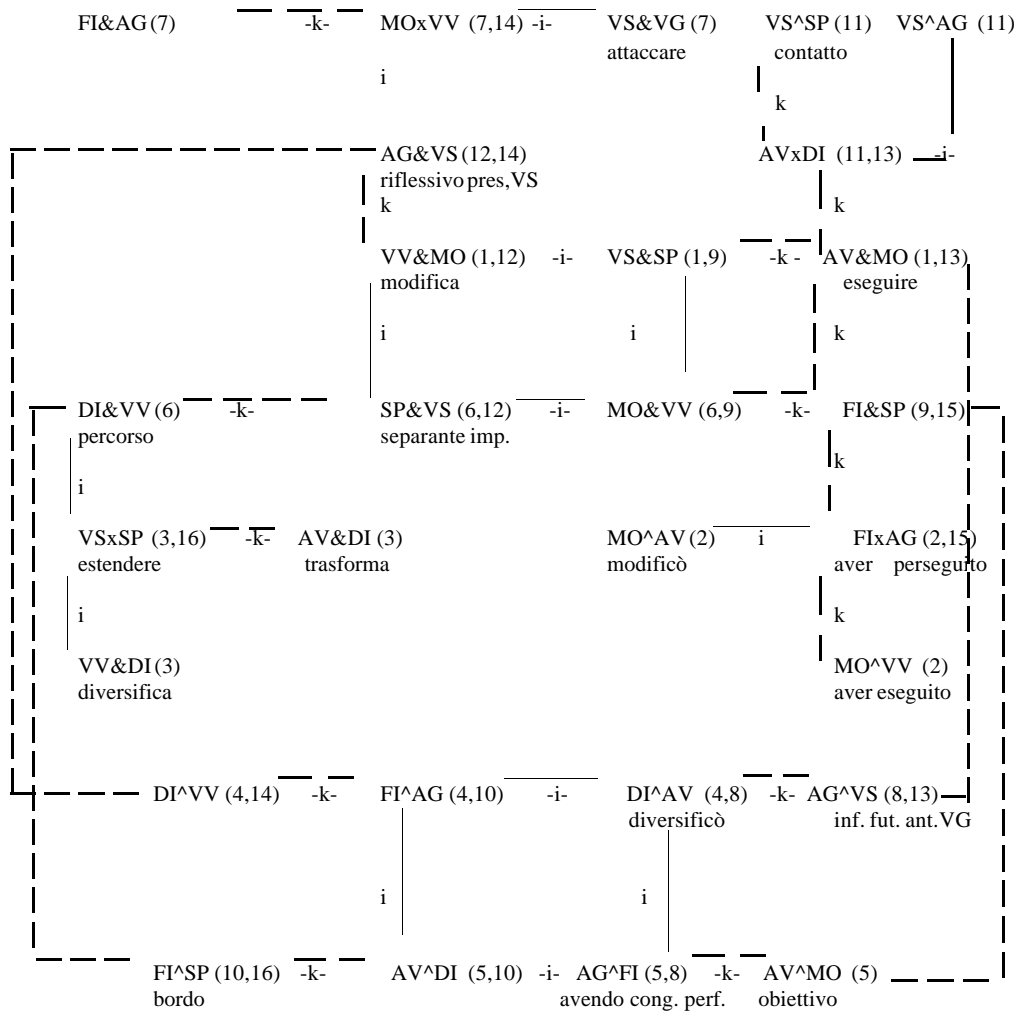 FI&AG (7) -k- MOxVV (7,14) -i- VS&VG (7) VS^SP (11) VS^AG (11)
attaccare contatto
i
k
AG&VS (12,14) AVxDI (11,13) -i-
riflessivo pres,VS
k k
VV&MO (1,12) -i- VS&SP (1,9) -k - AV&MO (1,13)
modifica eseguire
i i k
DI&VV (6) -k- SP&VS (6,12) -i- MO&VV (6,9) -k- FI&SP (9,15)
percorso separante imp.
k
i
VSxSP (3,16) -k- AV&DI (3) MO^AV (2) i FIxAG (2,15)
estendere trasforma modificò aver perseguito
i k
VV&DI (3) MO^VV (2)
diversifica aver eseguito
DI^VV (4,14) -k- FI^AG (4,10) -i- DI^AV (4,8) -k- AG^VS (8,13)
diversificò inf. fut. ant.VG
i i
FI^SP (10,16) -k- AV^DI (5,10) -i- AG^FI (5,8) -k- AV^MO (5)
bordo avendo cong. perf. obiettivo